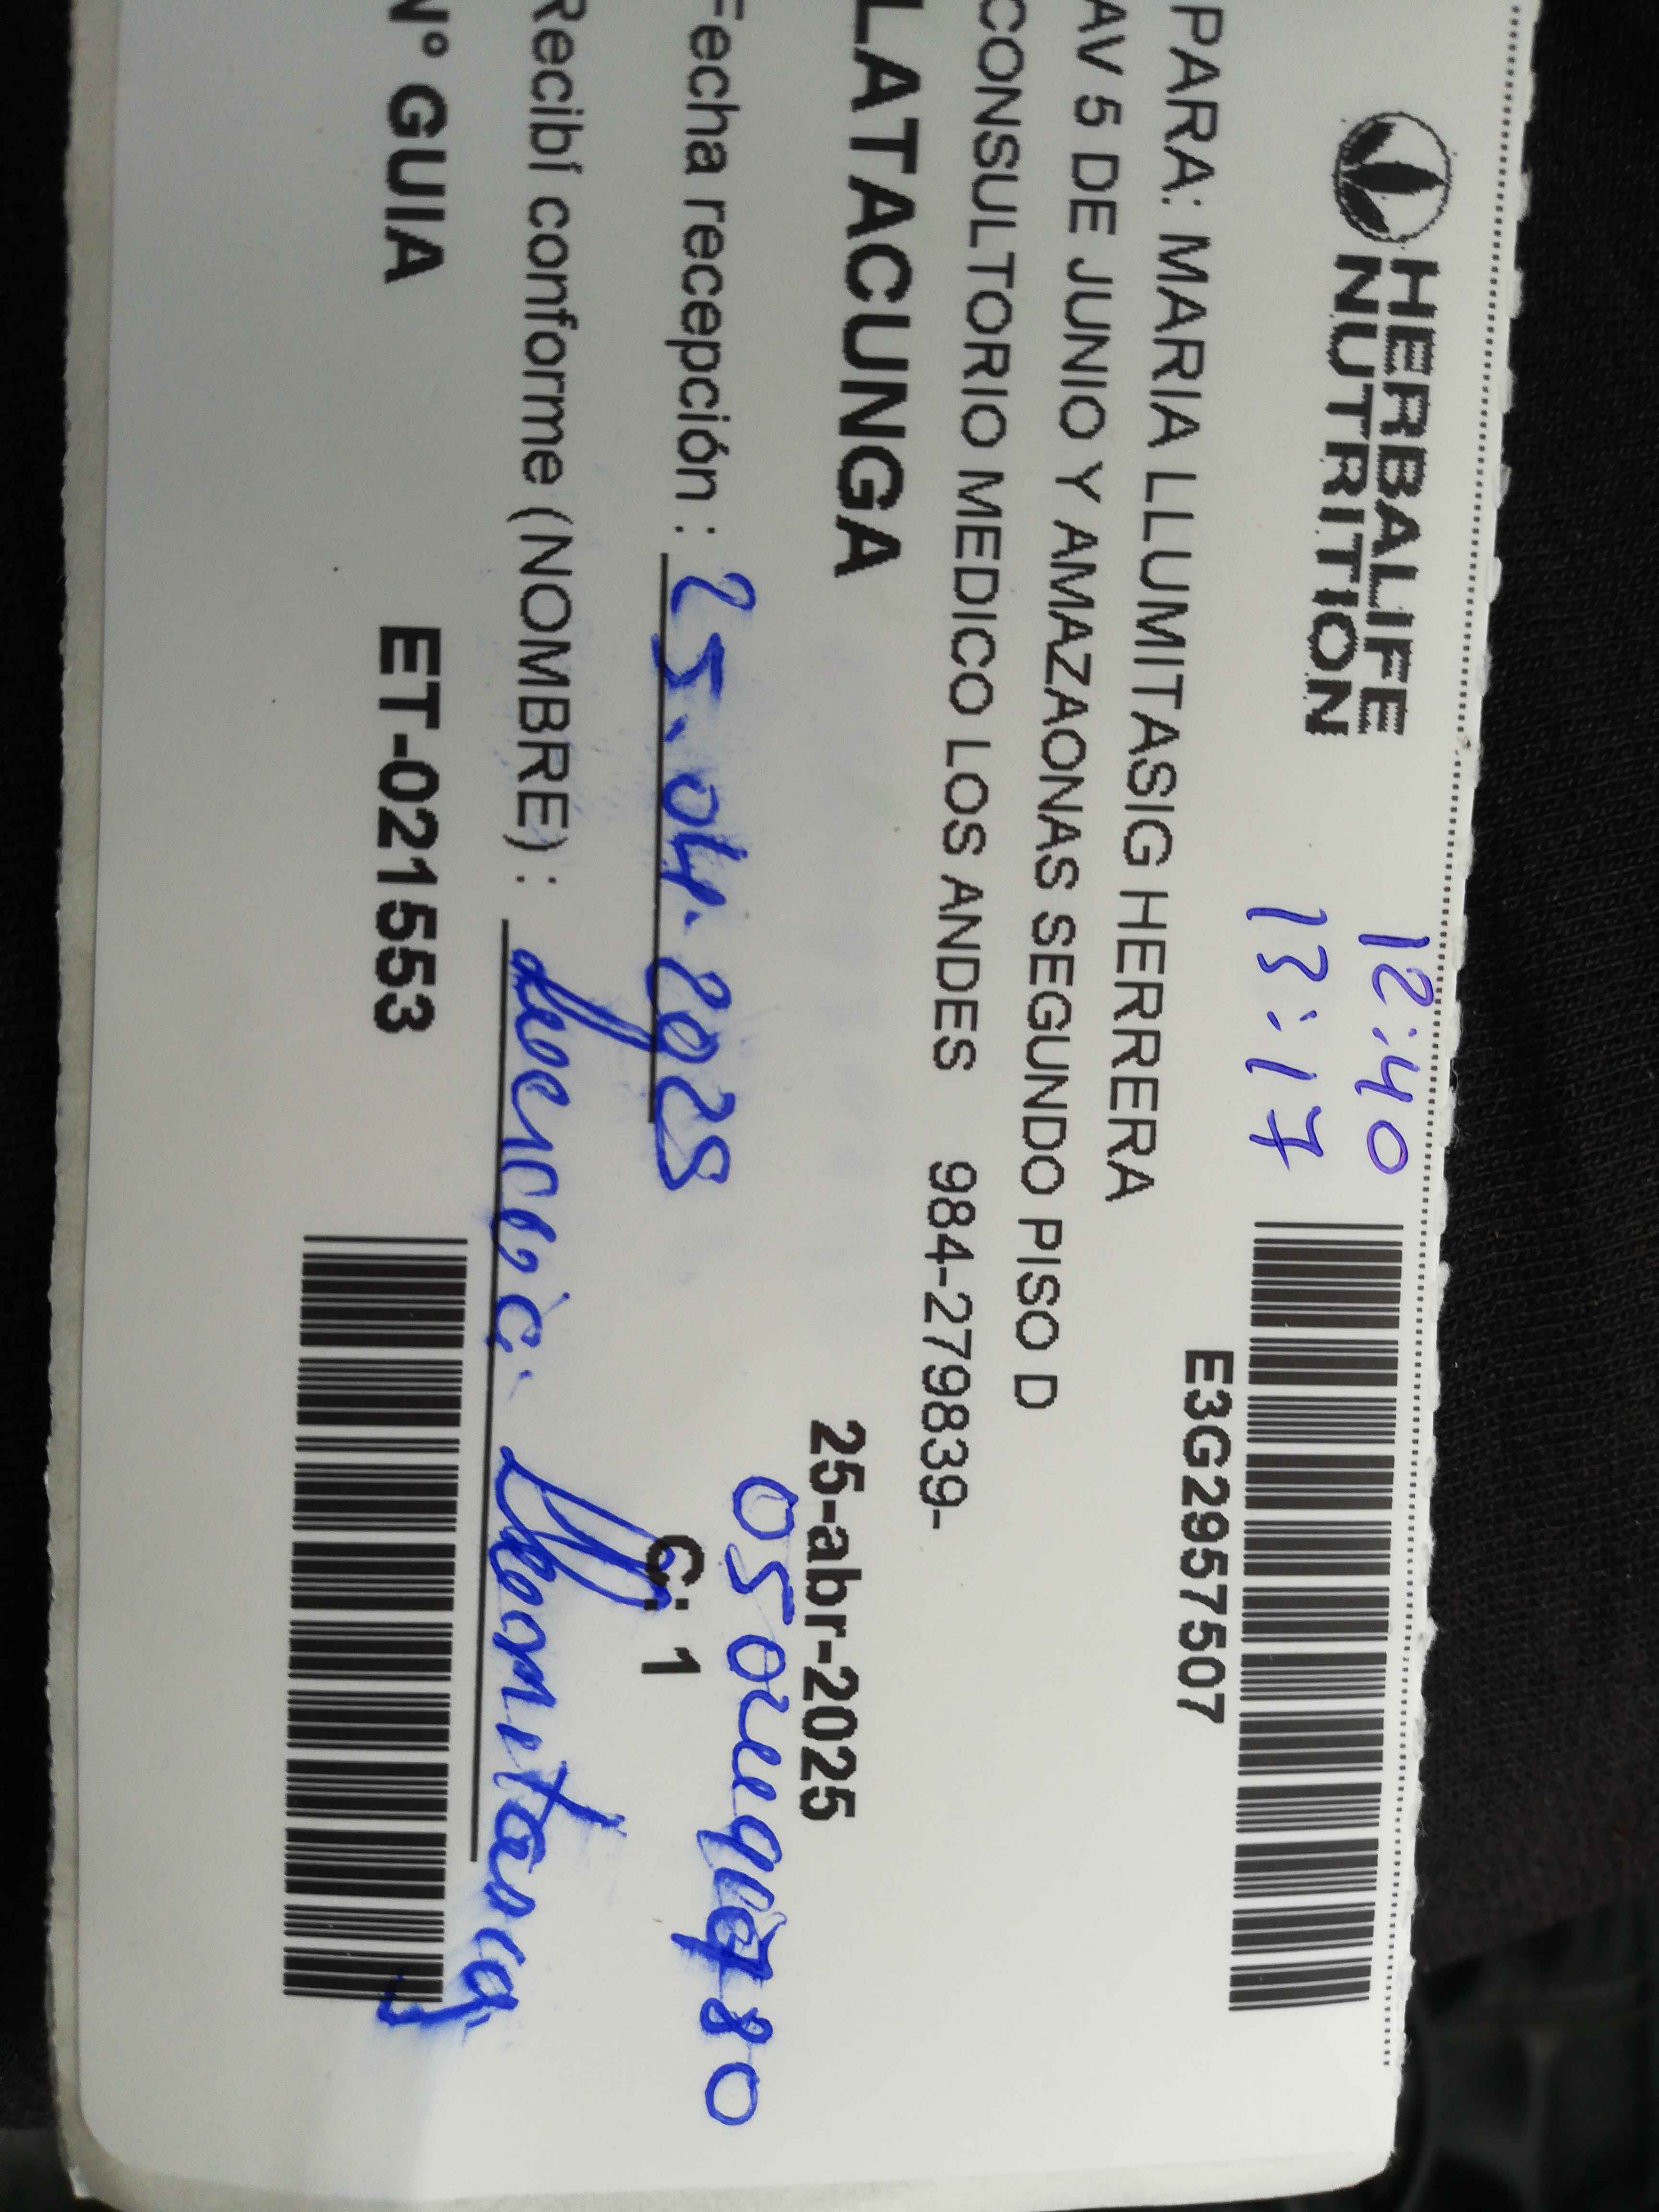 HERBALIFE
NUTRITION
12:40
13:17
E3G2957507
PARA: MARIA LLUMITASIG HERRERA
AV 5 DE JUNIO Y AMAZAONAS SEGUNDO PISO D
CONSULTORIO MEDICO LOS ANDES 984-279839-
LATACUNGA 25-abr-2025
Fecha recepción : 25.04.2025
C: 1
Recibí conforme (NOMBRE) : Llumitasig
N° GUIA ET-021553